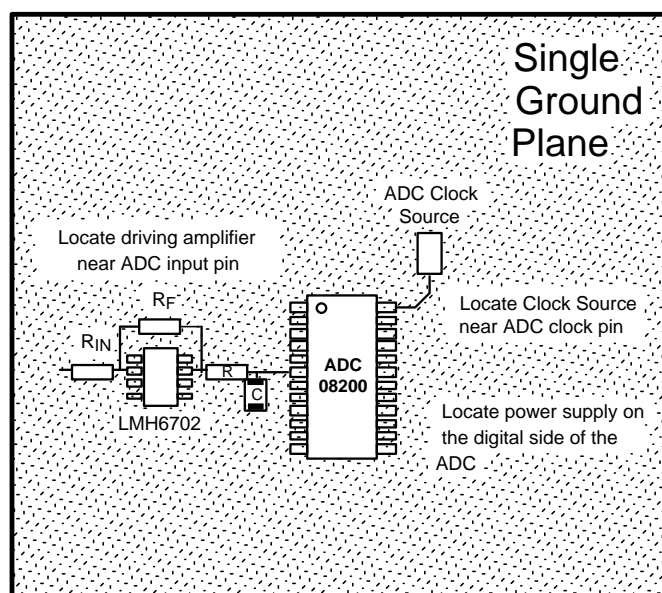 Single
Ground
Plane
ADC Clock
Source
Locate driving amplifier
near ADC input pin
RF
Locate Clock Source
near ADC clock pin
RIN
R
C
ADC
08200
LMH6702
Locate power supply on
the digital side of the
ADC